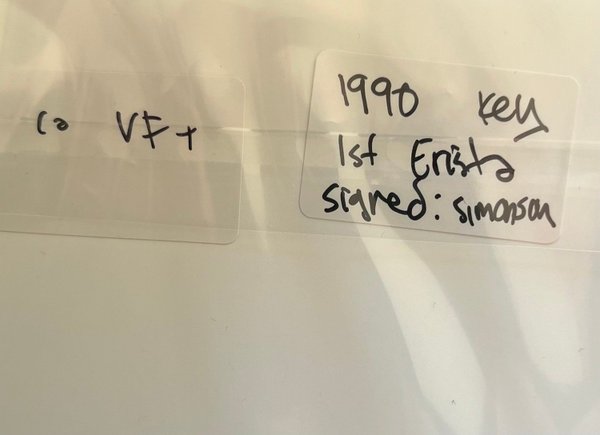 VF+
1990 key
1st Erista
signed: simonson